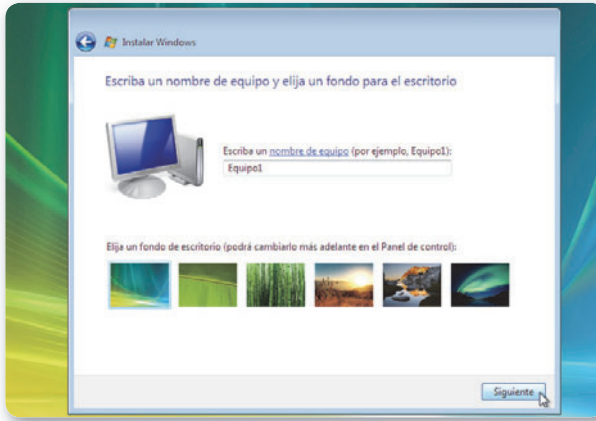 Instalar Windows
Escriba un nombre de equipo y elija un fondo para el escritorio
Escriba un nombre de equipo (por ejemplo, Equipo1):
Equipo1
Elija un fondo de escritorio (podrá cambiarlo más adelante en el Panel de control):
Siguiente